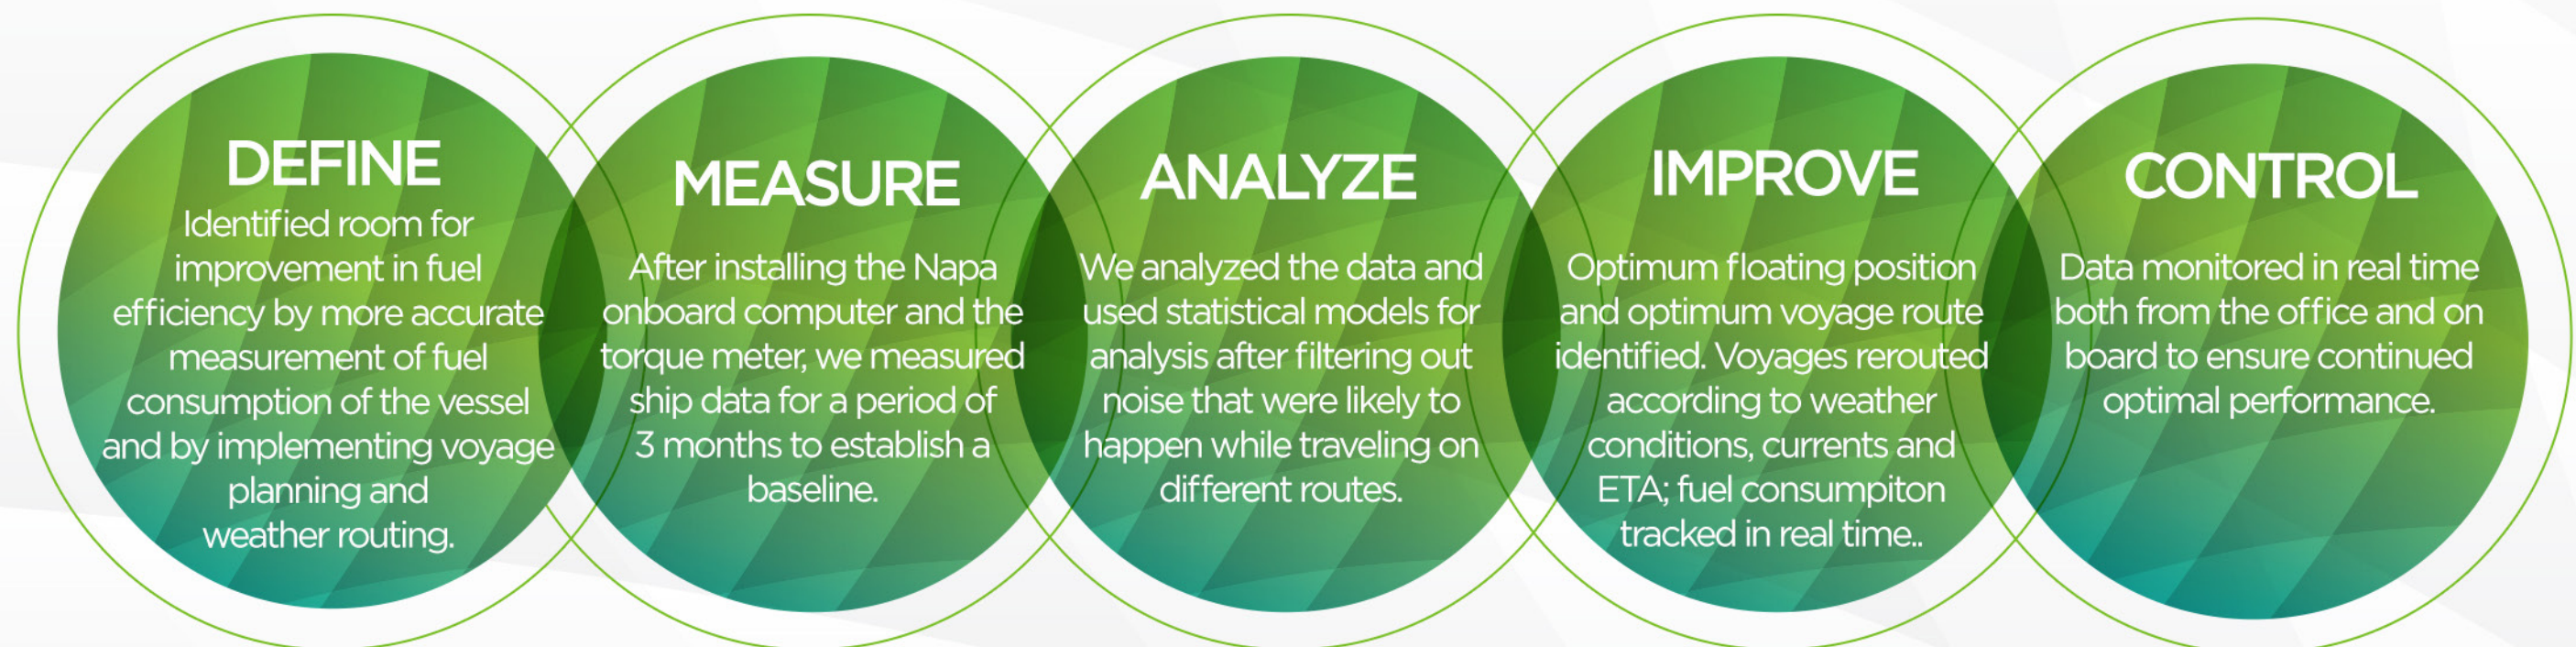 DEFINE
Identified room for
improvement in fuel
efficiency by more accurate
measurement of fuel
consumption of the vessel
and by implementing voyage
planning and
weather routing.
MEASURE
After installing the Napa
onboard computer and the
torque meter, we measured
ship data for a period of
3 months to establish a
baseline.
ANALYZE
We analyzed the data and
used statistical models for
analysis after filtering out
noise that were likely to
happen while traveling on
different routes.
IMPROVE
Optimum floating position
and optimum voyage route
identified. Voyages rerouted
according to weather
conditions, currents and
ETA; fuel consumpiton
tracked in real time..
CONTROL
Data monitored in real time
both from the office and on
board to ensure continued
optimal performance.